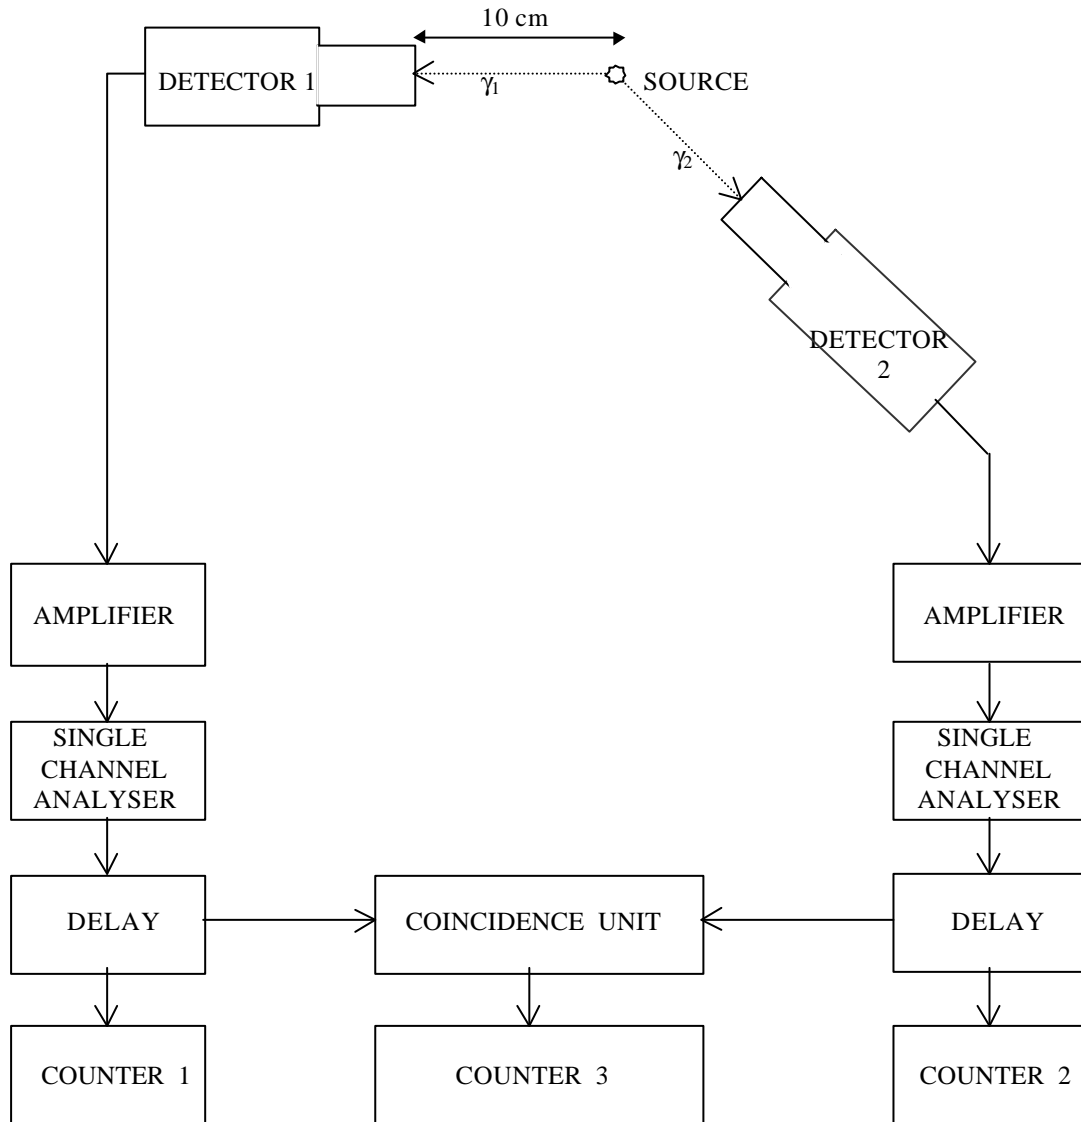 10 cm
DETECTOR 1
γ1
SOURCE
γ2
DETECTOR
2
AMPLIFIER
AMPLIFIER
SINGLE
CHANNEL
ANALYSER
SINGLE
CHANNEL
ANALYSER
DELAY
COINCIDENCE UNIT
DELAY
COUNTER 1
COUNTER 3
COUNTER 2